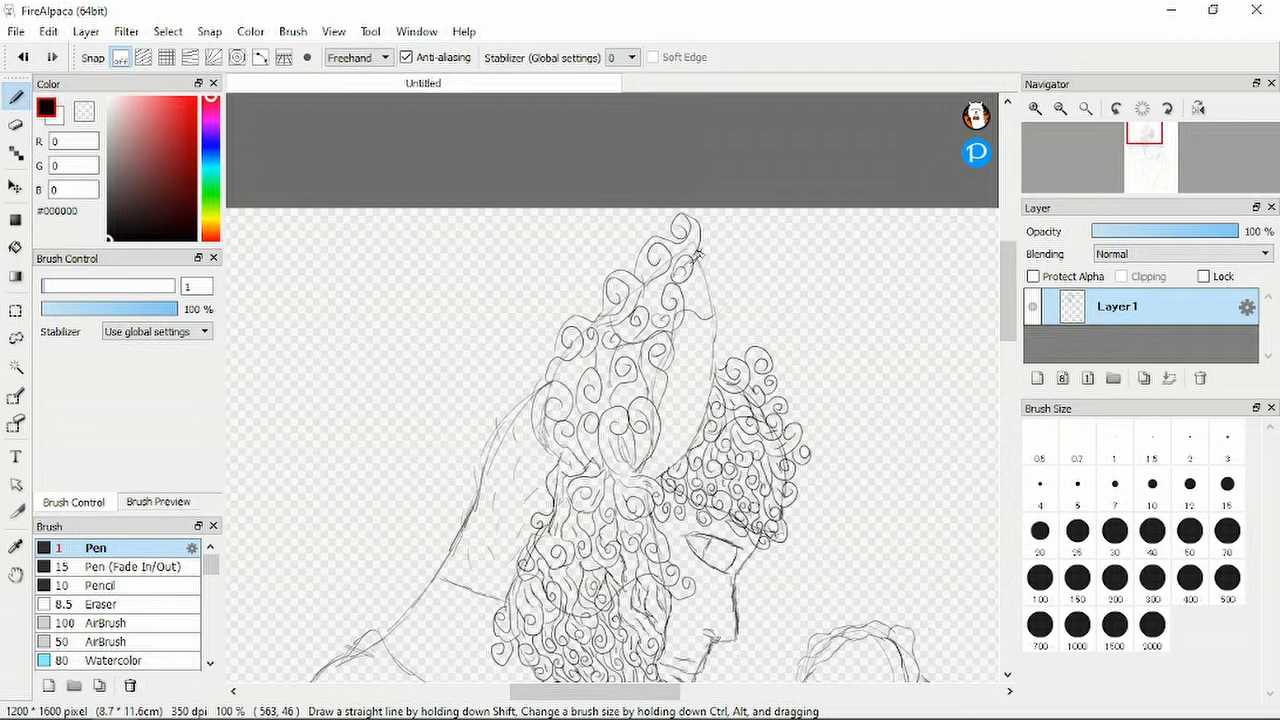 FireAlpaca (64bit)
File Edit Layer Filter Select Snap Color Brush View Tool Window Help
Snap off Freehand Anti-aliasing Stabilizer (Global settings) 0 Soft Edge
Color Untitled Navigator
R 0
G 0
B 0
#000000
Layer
Opacity 100 %
Blending Normal
Protect Alpha Clipping Lock
Layer1
8 1
Brush Control
1
100 %
Stabilizer Use global settings
Brush Control Brush Preview
Brush
1 Pen
15 Pen (Fade In/Out)
10 Pencil
8.5 Eraser
100 AirBrush
50 AirBrush
80 Watercolor
Brush Size
0.5 0.7 1 1.5 2 3
4 5 7 10 12 15
20 25 30 40 50 70
100 150 200 300 400 500
700 1000 1500 2000
1200 * 1600 pixel (8.7 * 11.6cm) 350 dpi 100 % ( 563, 46 ) Draw a straight line by holding down Shift, Change a brush size by holding down Ctrl, Alt, and dragging